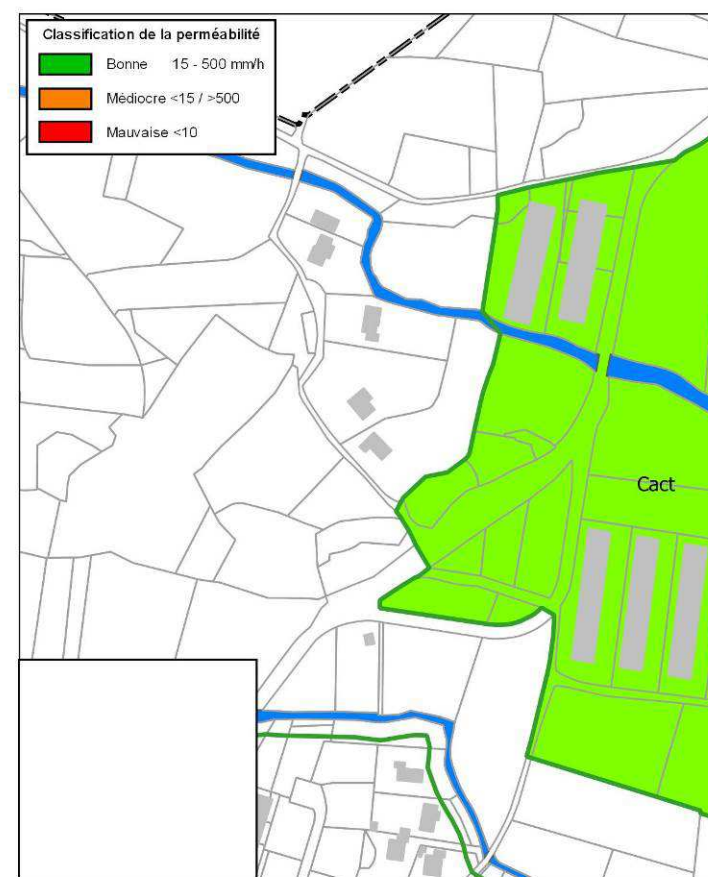 Classification de la perméabilité
Bonne 15 - 500 mm/h
Médiocre <15 / >500
Mauvaise <10
Cact